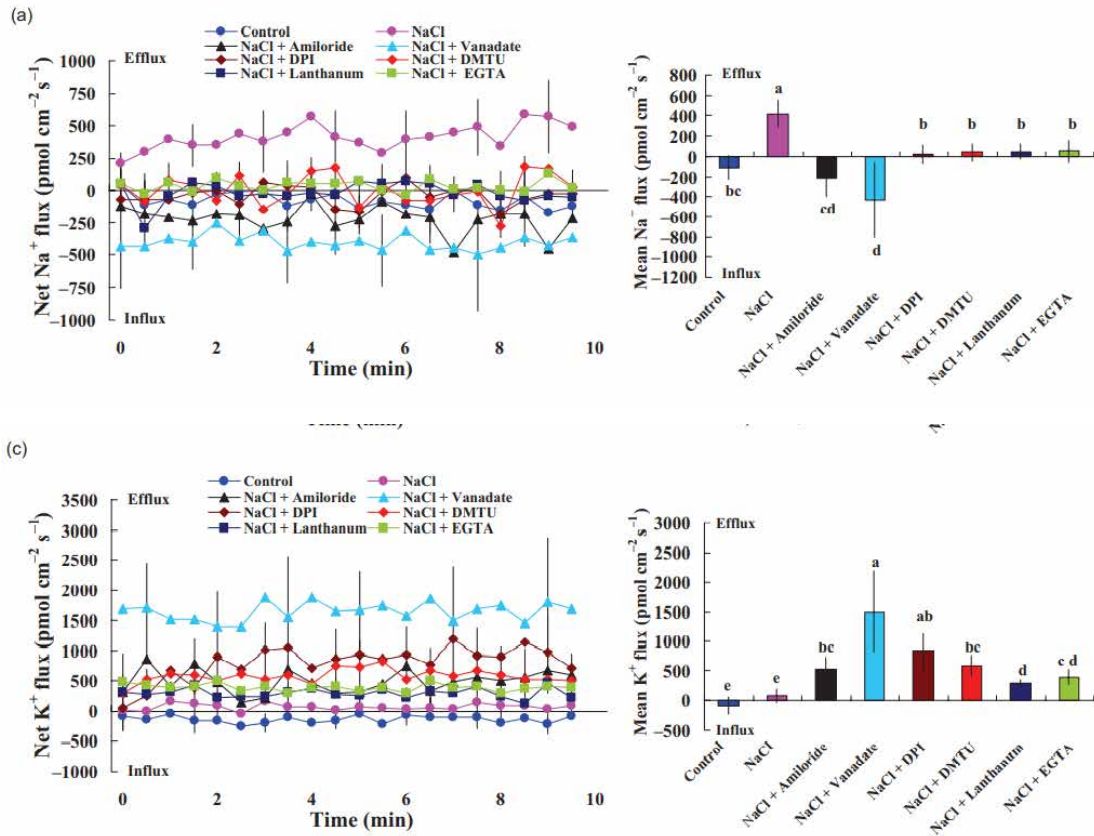 (a)
Control
NaCl
NaCl + Amiloride
NaCl + Vanadate
NaCl + DPI
NaCl + DMTU
NaCl + Lanthanum
NaCl + EGTA
Net Na⁺ flux (pmol cm⁻² s⁻¹)
Efflux
1000
750
500
250
0
−250
−500
−750
−1000
Influx
0 2 4 6 8 10
Time (min)
Mean Na⁻ flux (pmol cm⁻² s⁻¹)
Efflux
800
600
400
200
0
−200
−400
−600
−800
−1000
−1200
Influx
bc a cd d b b b b
Control
NaCl
NaCl + Amiloride
NaCl + Vanadate
NaCl + DPI
NaCl + DMTU
NaCl + Lanthanum
NaCl + EGTA
(c)
Control
NaCl
NaCl + Amiloride
NaCl + Vanadate
NaCl + DPI
NaCl + DMTU
NaCl + Lanthanum
NaCl + EGTA
Net K⁺ flux (pmol cm⁻² s⁻¹)
Efflux
3500
3000
2500
2000
1500
1000
500
0
−500
−1000
Influx
0 2 4 6 8 10
Time (min)
Mean K⁺ flux (pmol cm⁻² s⁻¹)
Efflux
3000
2500
2000
1500
1000
500
0
−500
Influx
e e bc a ab bc d c d
Control
NaCl
NaCl + Amiloride
NaCl + Vanadate
NaCl + DPI
NaCl + DMTU
NaCl + Lanthanum
NaCl + EGTA